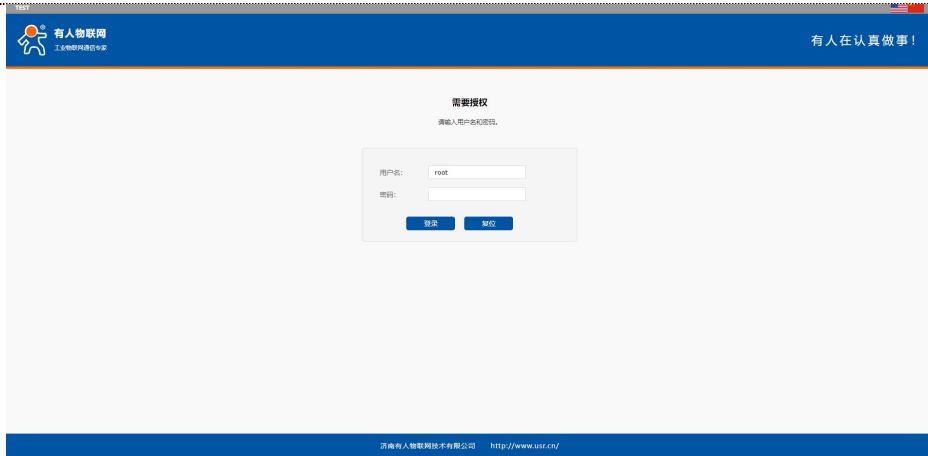 TEST
有人物联网
工业物联网通信专家
有人在认真做事！
需要授权
请输入用户名和密码。
用户名： root
密码：
登录 复位
济南有人物联网技术有限公司 http://www.usr.cn/